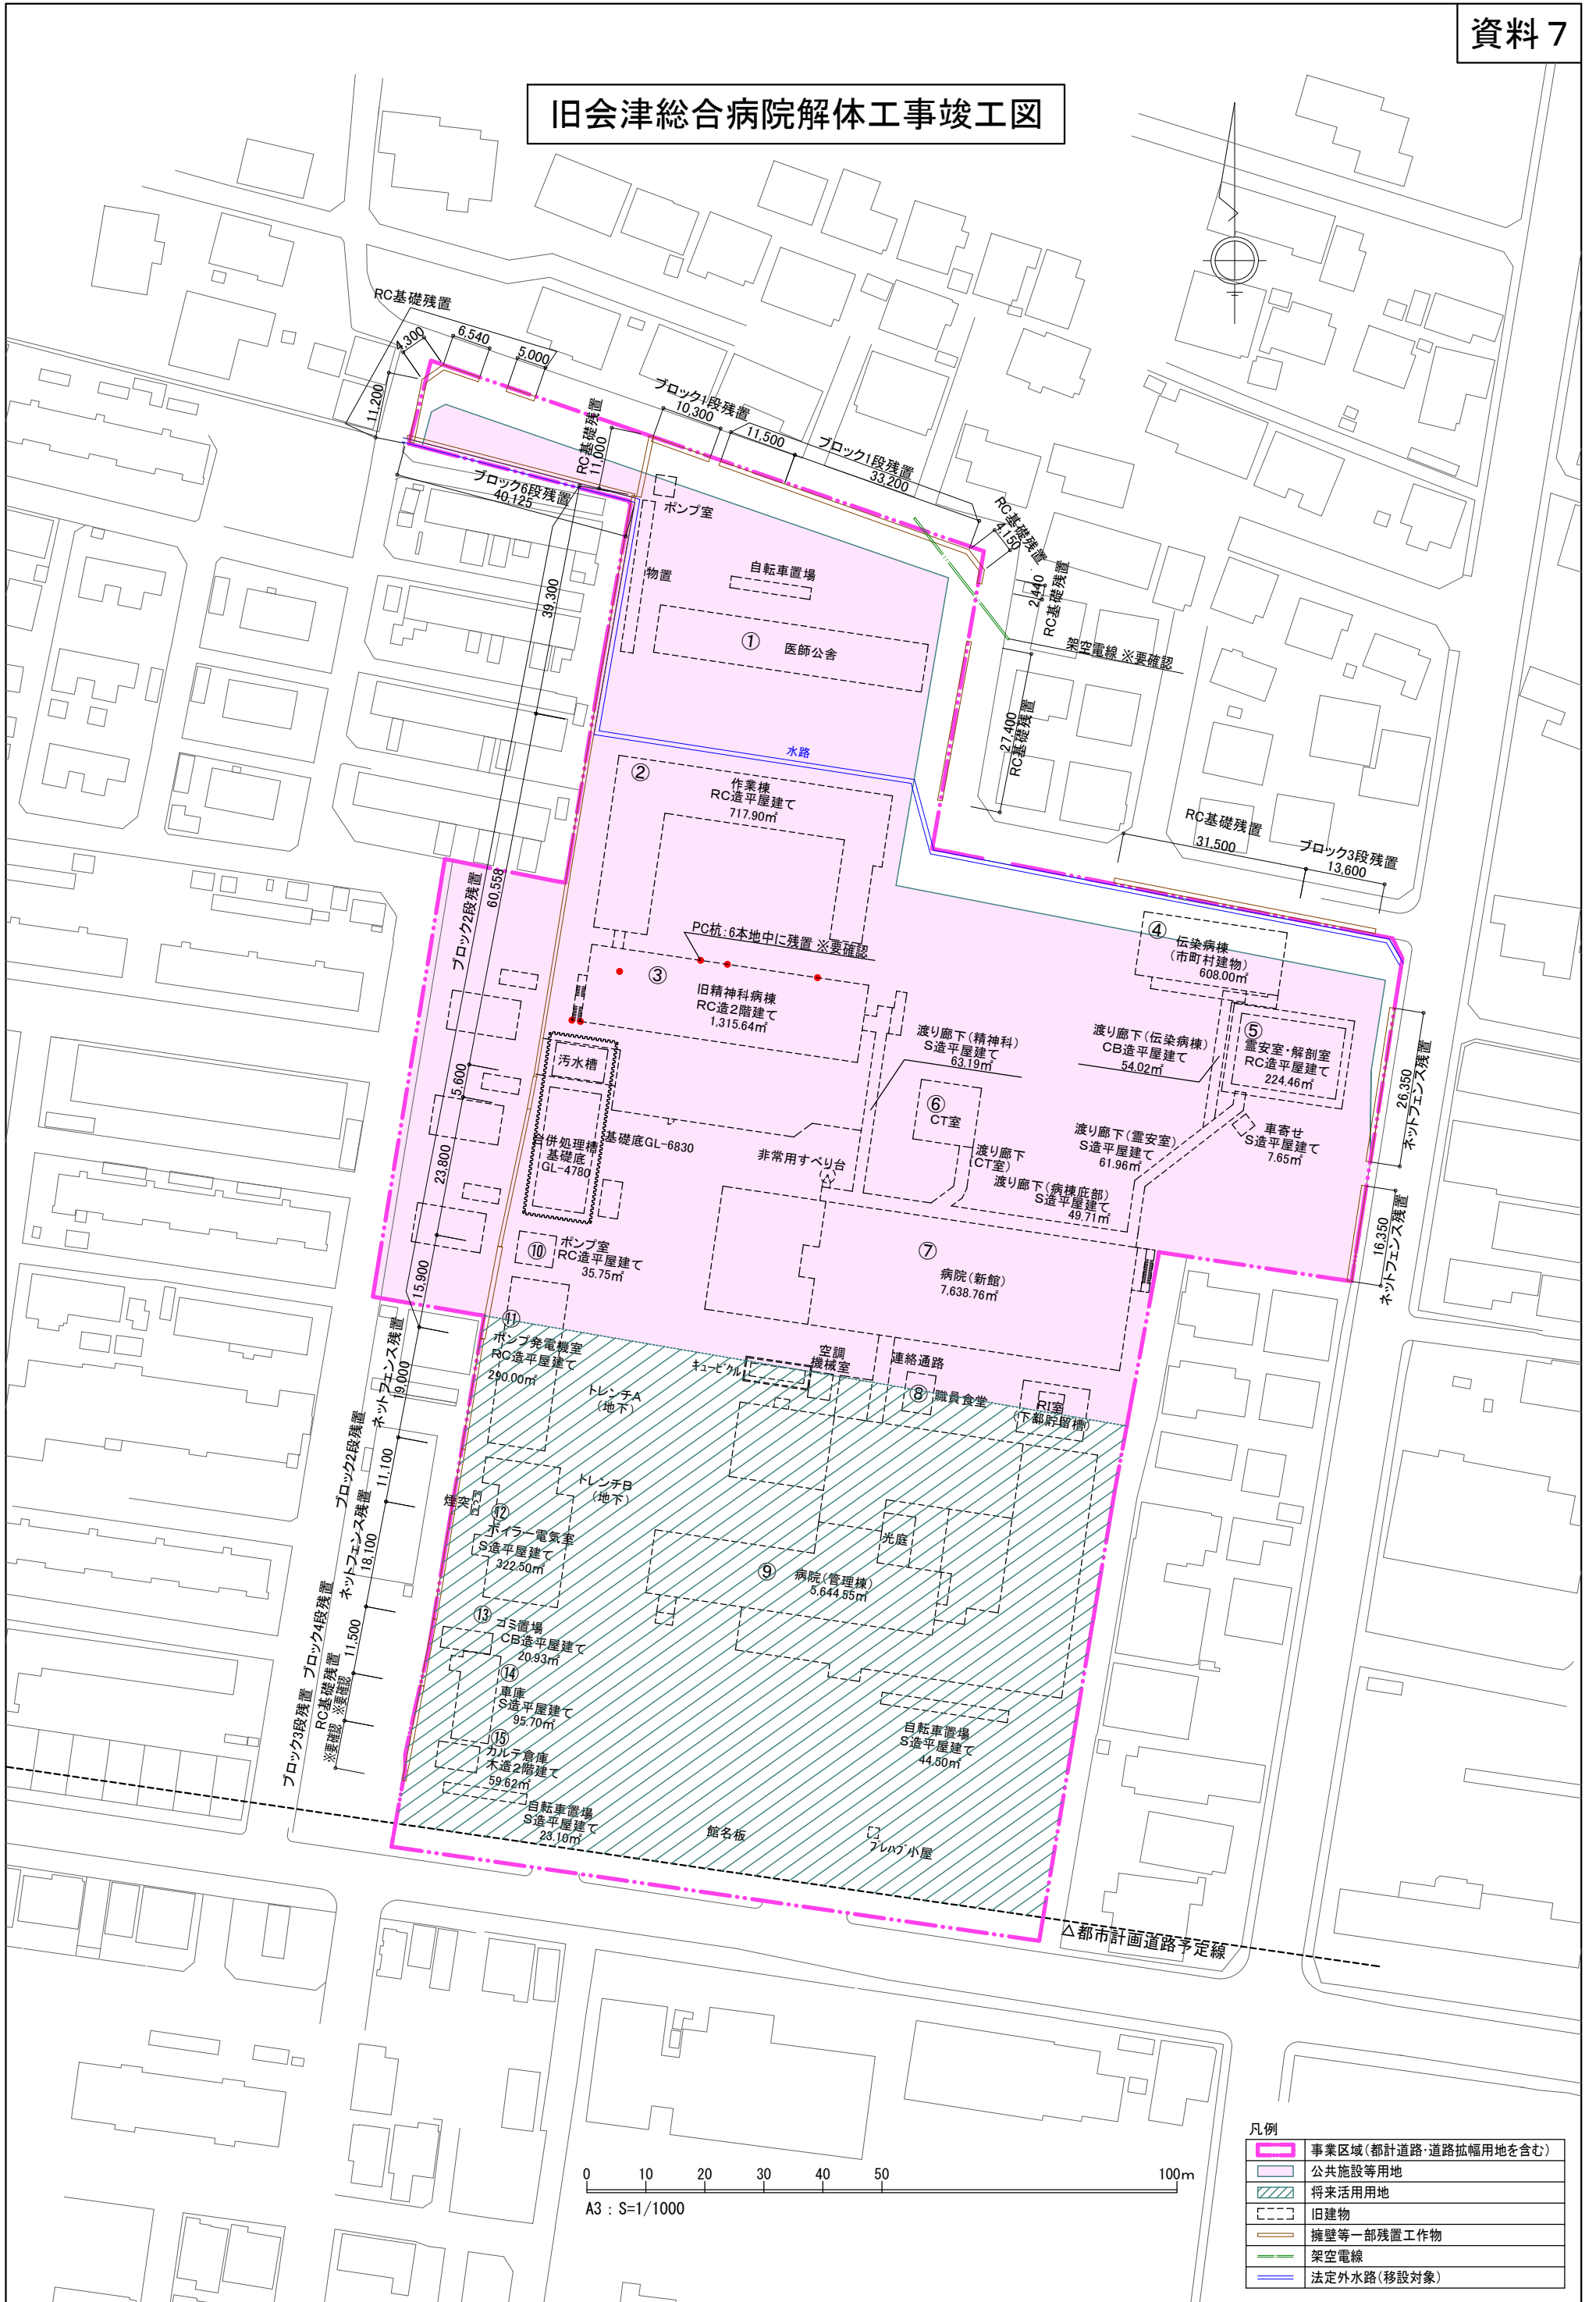 資料７
旧会津総合病院解体工事竣工図
RC基礎残置
4,300
6,540
5,000
11,200
RC基礎残置
11,000
ブロック1段残置
10,300
11,500
ブロック1段残置
33,200
ブロック6段残置
40,125
RC基礎残置
4,150
2,440
RC基礎残置
架空電線 ※要確認
27,400
RC基礎残置
RC基礎残置
31,500
ブロック3段残置
13,600
39,300
ポンプ室
物置
自転車置場
①
医師公舎
水路
②
作業棟
RC造平屋建て
717.90㎡
ブロック2段残置
60,558
PC杭：6本地中に残置 ※要確認
③
旧精神科病棟
RC造2階建て
1,315.64㎡
④
伝染病棟
（市町村建物）
608.00㎡
⑤
霊安室・解剖室
RC造平屋建て
224.46㎡
渡り廊下（精神科）
S造平屋建て
63.19㎡
渡り廊下（伝染病棟）
CB造平屋建て
54.02㎡
26,350
ネットフェンス残置
汚水槽
合併処理槽
基礎底
GL-4780
基礎底GL-6830
5,600
23,800
⑥
CT室
渡り廊下
（CT室）
非常用すべり台
渡り廊下（霊安室）
S造平屋建て
61.96㎡
車寄せ
S造平屋建て
7.65㎡
渡り廊下（病棟庇部）
S造平屋建て
49.71㎡
16,350
ネットフェンス残置
⑦
病院（新館）
7,638.76㎡
⑩
ポンプ室
RC造平屋建て
35.75㎡
15,900
⑪
ポンプ発電機室
RC造平屋建て
290.00㎡
ネットフェンス残置
19,000
キュービクル
空調
機械室
連絡通路
⑧
職員食堂
RI室
（下部貯留槽）
トレンチA
（地下）
トレンチB
（地下）
ブロック2段残置
11,100
煙突
⑫
ボイラー電気室
S造平屋建て
322.50㎡
光庭
⑨
病院（管理棟）
5,644.55㎡
ネットフェンス残置
18,100
⑬
ゴミ置場
CB造平屋建て
20.93㎡
ブロック4段残置
11,500
※要確認
⑭
車庫
S造平屋建て
95.70㎡
ブロック3段残置
RC基礎残置
※要確認
⑮
カルテ倉庫
木造2階建て
59.62㎡
自転車置場
S造平屋建て
44.50㎡
自転車置場
S造平屋建て
23.10㎡
館名板
プレハブ小屋
△都市計画道路予定線
0 10 20 30 40 50 100m
A3 : S=1/1000
凡例
事業区域（都計道路・道路拡幅用地を含む）
公共施設等用地
将来活用用地
旧建物
擁壁等一部残置工作物
架空電線
法定外水路（移設対象）